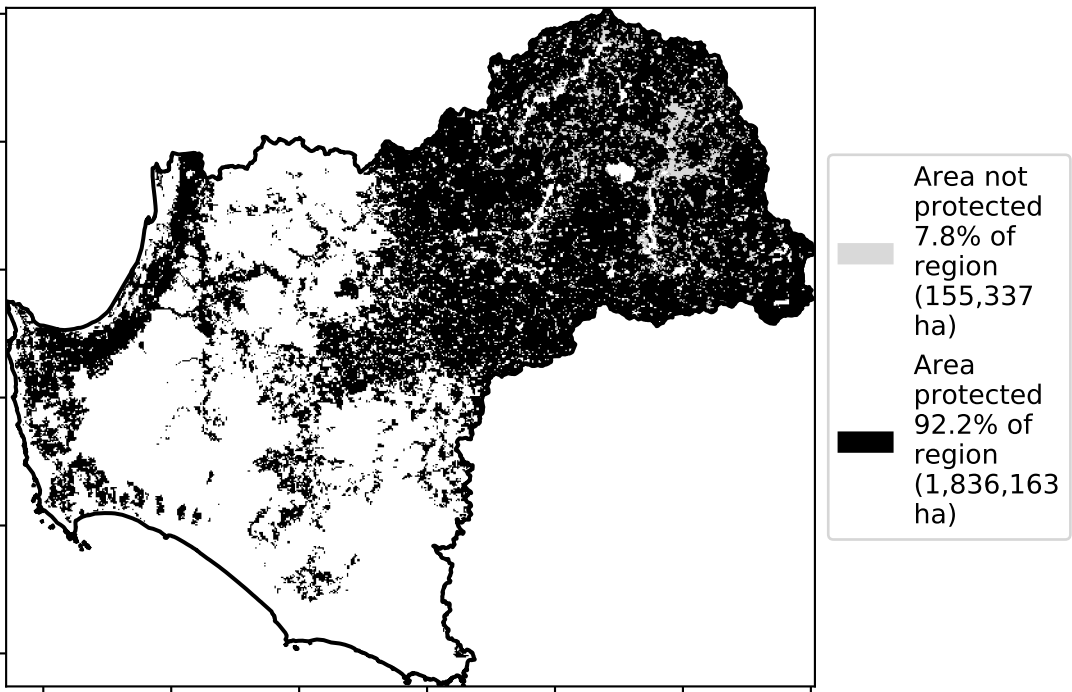 Area not
protected
7.8% of
region
(155,337
ha)
Area
protected
92.2% of
region
(1,836,163
ha)